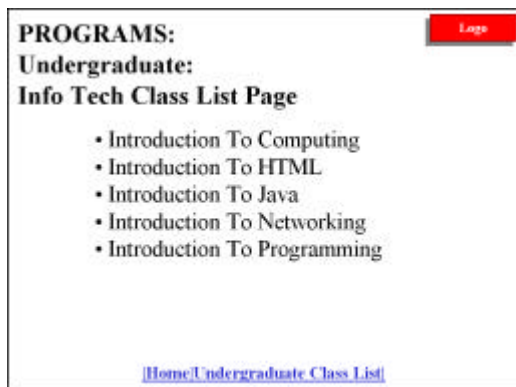 PROGRAMS:
Logo
Undergraduate:
Info Tech Class List Page
• Introduction To Computing
• Introduction To HTML
• Introduction To Java
• Introduction To Networking
• Introduction To Programming
|Home|Undergraduate Class List|